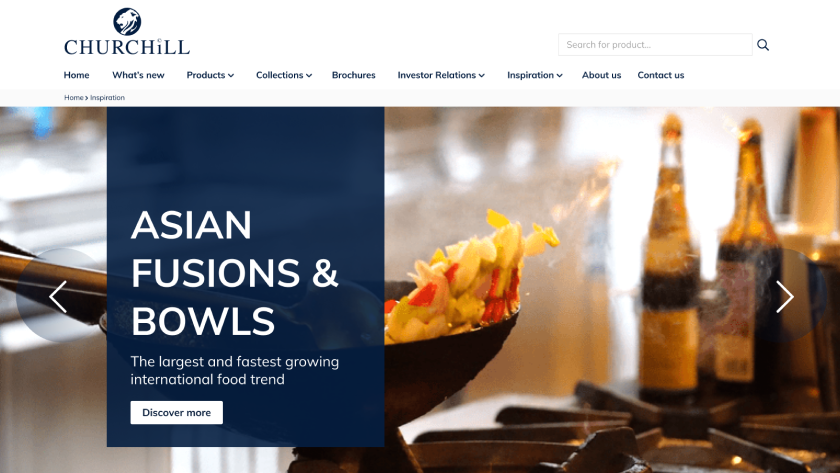 CHURCHiLL
Search for product...
Home What's new Products Collections Brochures Investor Relations Inspiration About us Contact us
Home > Inspiration
ASIAN
FUSIONS &
BOWLS
The largest and fastest growing
international food trend
Discover more